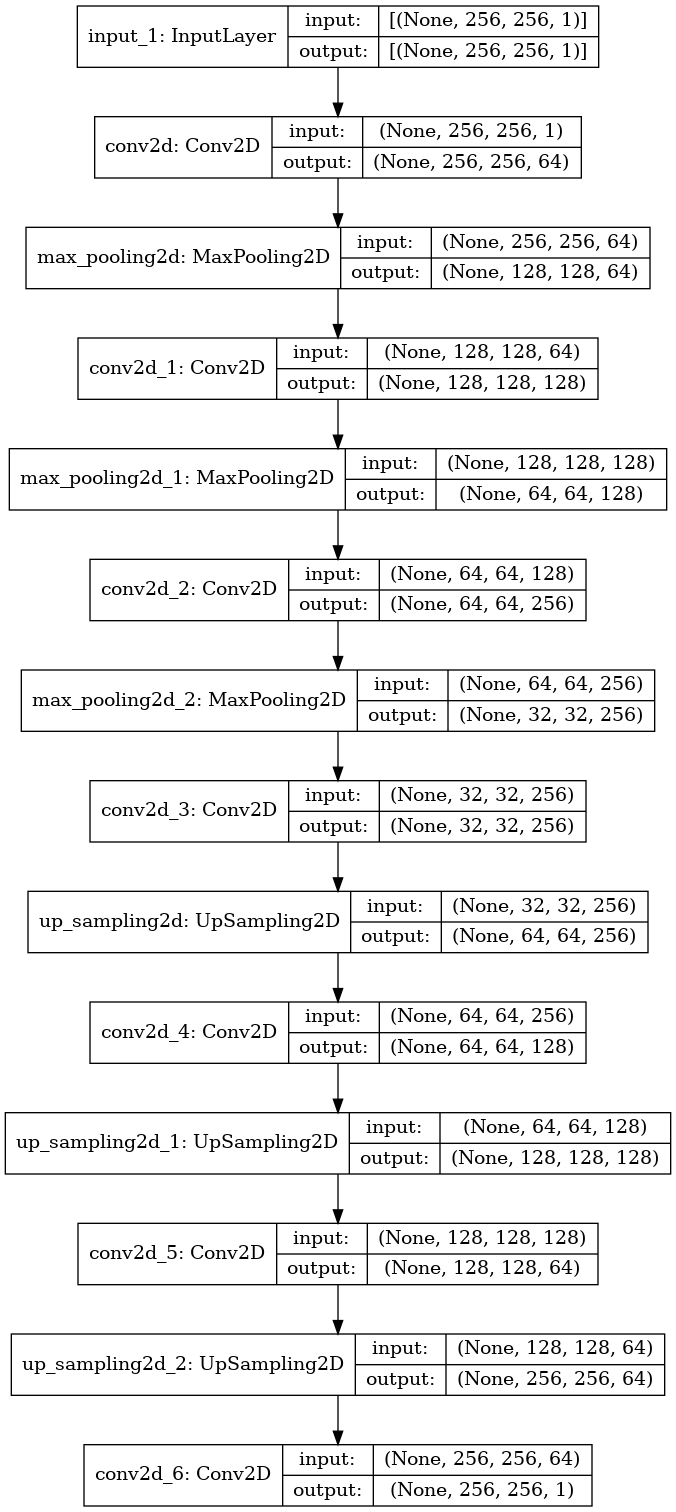 input_1: InputLayer
input: [(None, 256, 256, 1)]
output: [(None, 256, 256, 1)]
conv2d: Conv2D
input: (None, 256, 256, 1)
output: (None, 256, 256, 64)
max_pooling2d: MaxPooling2D
input: (None, 256, 256, 64)
output: (None, 128, 128, 64)
conv2d_1: Conv2D
input: (None, 128, 128, 64)
output: (None, 128, 128, 128)
max_pooling2d_1: MaxPooling2D
input: (None, 128, 128, 128)
output: (None, 64, 64, 128)
conv2d_2: Conv2D
input: (None, 64, 64, 128)
output: (None, 64, 64, 256)
max_pooling2d_2: MaxPooling2D
input: (None, 64, 64, 256)
output: (None, 32, 32, 256)
conv2d_3: Conv2D
input: (None, 32, 32, 256)
output: (None, 32, 32, 256)
up_sampling2d: UpSampling2D
input: (None, 32, 32, 256)
output: (None, 64, 64, 256)
conv2d_4: Conv2D
input: (None, 64, 64, 256)
output: (None, 64, 64, 128)
up_sampling2d_1: UpSampling2D
input: (None, 64, 64, 128)
output: (None, 128, 128, 128)
conv2d_5: Conv2D
input: (None, 128, 128, 128)
output: (None, 128, 128, 64)
up_sampling2d_2: UpSampling2D
input: (None, 128, 128, 64)
output: (None, 256, 256, 64)
conv2d_6: Conv2D
input: (None, 256, 256, 64)
output: (None, 256, 256, 1)